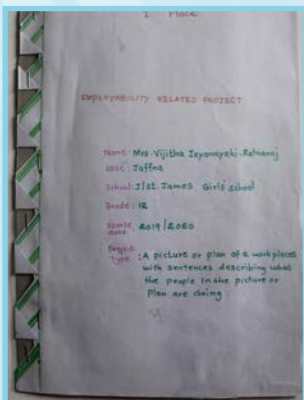 I Place
EMPLOYABILITY RELATED PROJECT
Name: Mrs. Vijitha Jeyanayaki-Ratnaraj
Jaffna
School: J/St. James Girls' school
Grade: 12
date: 2019/2020
Project
Type : A picture or plan of a work places
with sentences describing what
the people in the picture or
Plan are doing.